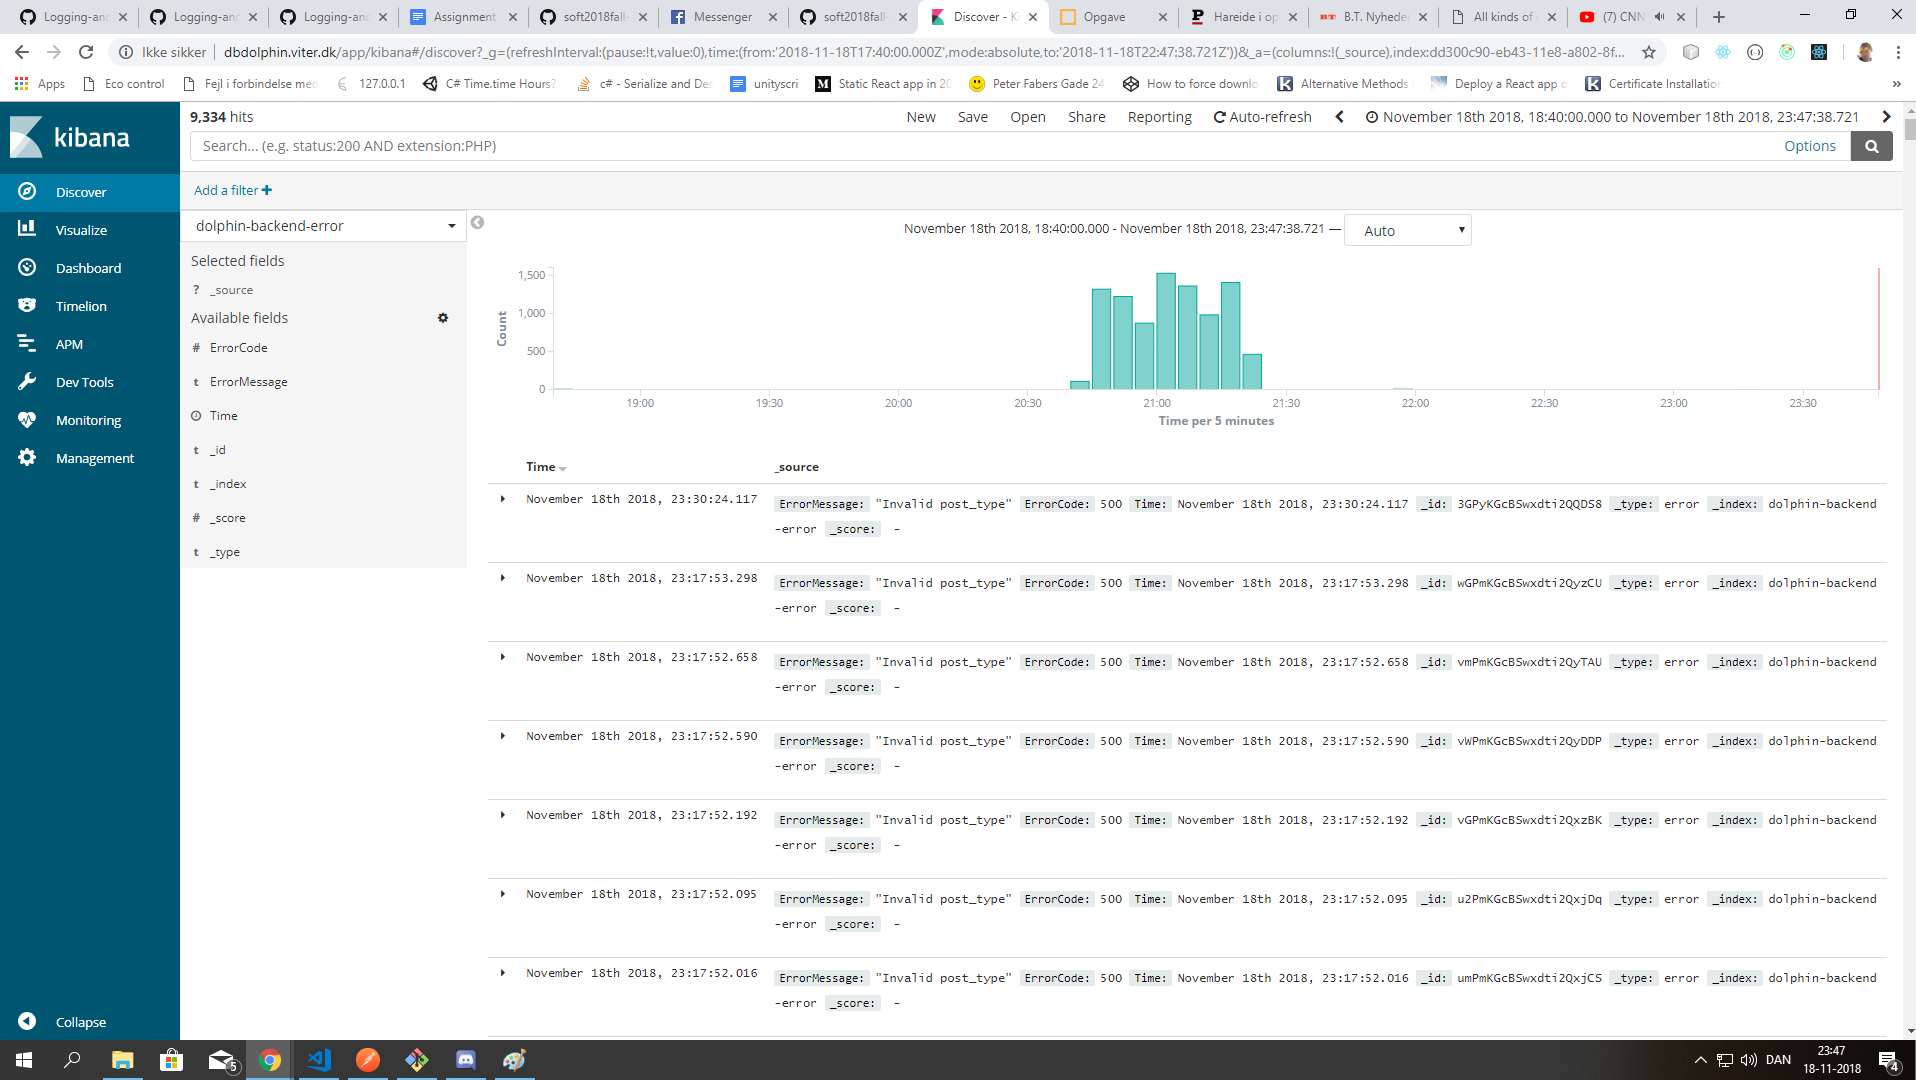 Logging-and
Logging-and
Logging-and
Assignment
soft2018fall-
Messenger
soft2018fall-
Discover - K
Opgave
Hareide i op
B.T. Nyheder
All kinds of
(7) CNN
Ikke sikker
dbdolphin.viter.dk/app/kibana#/discover?_g=(refreshInterval:(pause:!t,value:0),time:(from:'2018-11-18T17:40:00.000Z',mode:absolute,to:'2018-11-18T22:47:38.721Z'))&_a=(columns:!(_source),index:dd300c90-eb43-11e8-a802-8f...
Apps
Eco control
Fejl i forbindelse med
127.0.0.1
C# Time.time Hours?
c# - Serialize and Des
unityscri
Static React app in 20
Peter Fabers Gade 24
How to force downlo
Alternative Methods
Deploy a React app o
Certificate Installation
»
kibana
Discover
Visualize
Dashboard
Timelion
APM
Dev Tools
Monitoring
Management
Collapse
9,334 hits
New Save Open Share Reporting Auto-refresh November 18th 2018, 18:40:00.000 to November 18th 2018, 23:47:38.721
Search... (e.g. status:200 AND extension:PHP)
Options
Add a filter +
dolphin-backend-error
Selected fields
? _source
Available fields
# ErrorCode
t ErrorMessage
Time
t _id
t _index
# _score
t _type
November 18th 2018, 18:40:00.000 - November 18th 2018, 23:47:38.721 — Auto
1,500
1,000
500
0
Count
19:00 19:30 20:00 20:30 21:00 21:30 22:00 22:30 23:00 23:30
Time per 5 minutes
Time _source
November 18th 2018, 23:30:24.117 ErrorMessage: "Invalid post_type" ErrorCode: 500 Time: November 18th 2018, 23:30:24.117 _id: 3GPyKGcBSwxdti2QQDS8 _type: error _index: dolphin-backend
-error _score: -
November 18th 2018, 23:17:53.298 ErrorMessage: "Invalid post_type" ErrorCode: 500 Time: November 18th 2018, 23:17:53.298 _id: wGPmKGcBSwxdti2QyzCU _type: error _index: dolphin-backend
-error _score: -
November 18th 2018, 23:17:52.658 ErrorMessage: "Invalid post_type" ErrorCode: 500 Time: November 18th 2018, 23:17:52.658 _id: vmPmKGcBSwxdti2QyTAU _type: error _index: dolphin-backend
-error _score: -
November 18th 2018, 23:17:52.590 ErrorMessage: "Invalid post_type" ErrorCode: 500 Time: November 18th 2018, 23:17:52.590 _id: vWPmKGcBSwxdti2QyDDP _type: error _index: dolphin-backend
-error _score: -
November 18th 2018, 23:17:52.192 ErrorMessage: "Invalid post_type" ErrorCode: 500 Time: November 18th 2018, 23:17:52.192 _id: vGPmKGcBSwxdti2QxzBK _type: error _index: dolphin-backend
-error _score: -
November 18th 2018, 23:17:52.095 ErrorMessage: "Invalid post_type" ErrorCode: 500 Time: November 18th 2018, 23:17:52.095 _id: u2PmKGcBSwxdti2QxjDq _type: error _index: dolphin-backend
-error _score: -
November 18th 2018, 23:17:52.016 ErrorMessage: "Invalid post_type" ErrorCode: 500 Time: November 18th 2018, 23:17:52.016 _id: umPmKGcBSwxdti2QxjCS _type: error _index: dolphin-backend
-error _score: -
5
DAN
23:47
18-11-2018
4